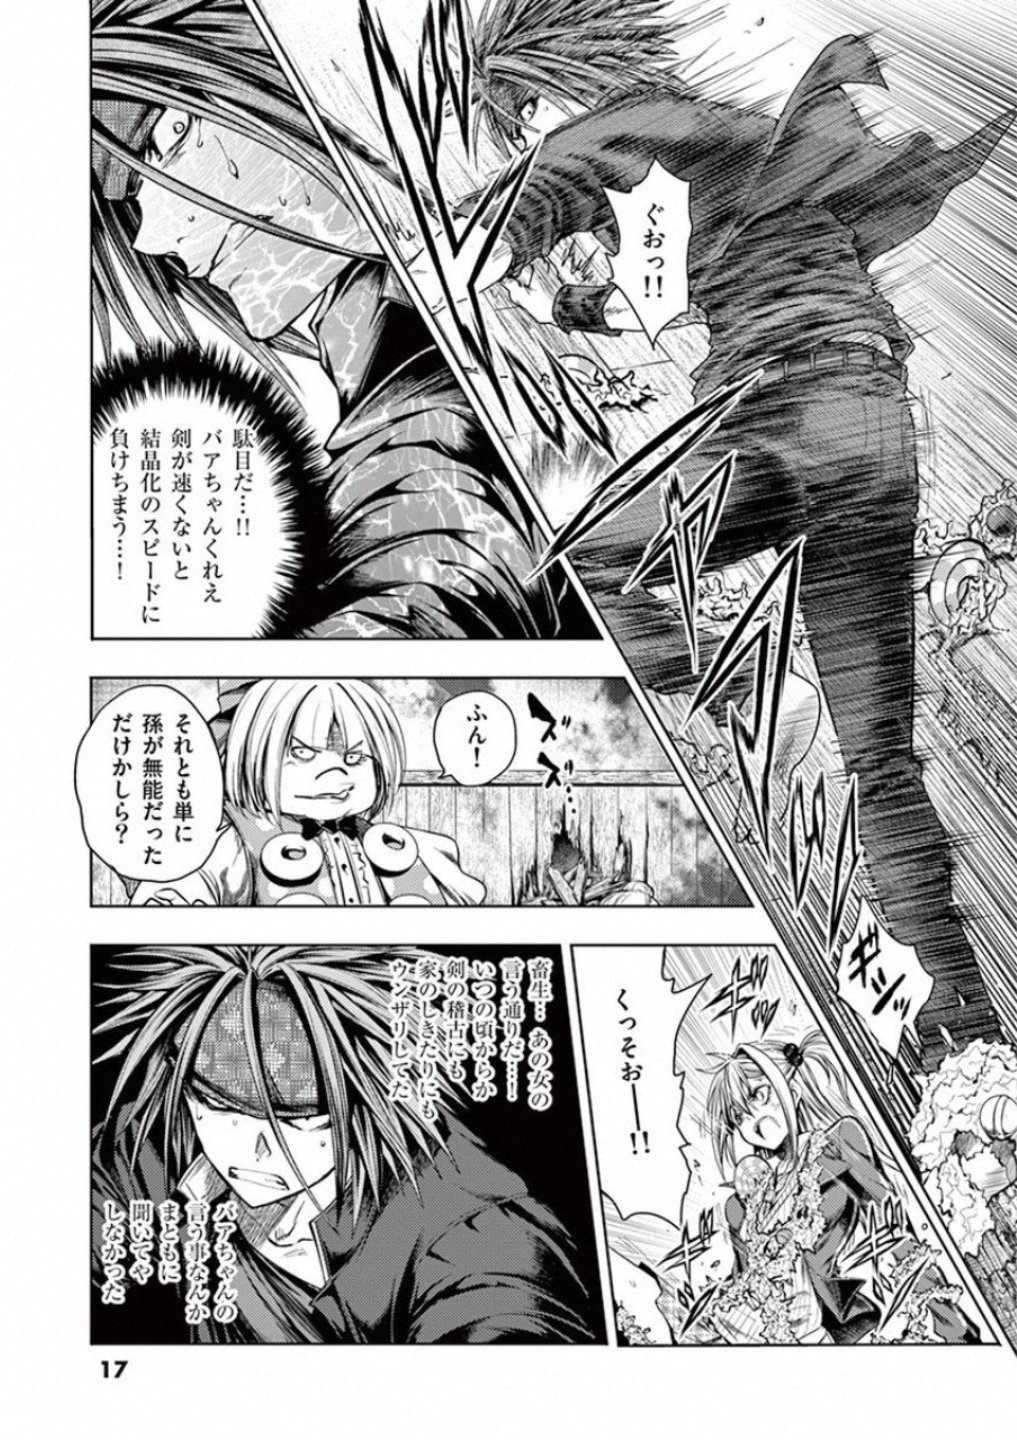 ぐおっ!!
駄目だ…!!
バアちゃんくれえ
剣が速くないと
結晶化のスピードに
負けちまう……!
ズズ…
ふん!
それとも単に
孫が無能だった
だけかしら?
くっそおーー!!
畜生…あの女の
言う通りだ…!
いつの頃からか
剣の稽古にも
家のしきたりにも
ウンザリしてた
バアちゃんの
言う事なんか
まともに
聞いてや
しなかった
17